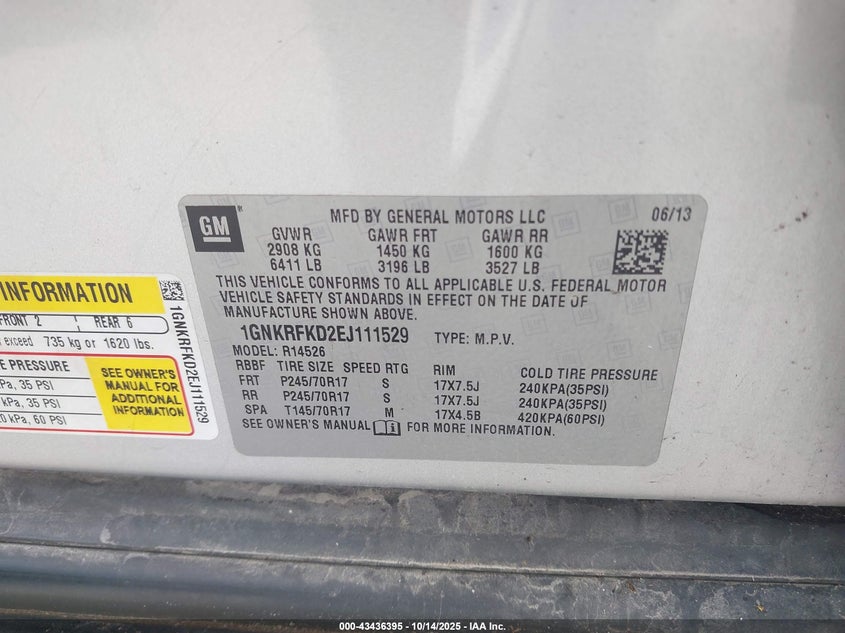 GM
MFD BY GENERAL MOTORS LLC 06/13
GVWR GAWR FRT GAWR RR
2908 KG 1450 KG 1600 KG
6411 LB 3196 LB 3527 LB
THIS VEHICLE CONFORMS TO ALL APPLICABLE U.S. FEDERAL MOTOR
VEHICLE SAFETY STANDARDS IN EFFECT ON THE DATE OF
MANUFACTURE SHOWN ABOVE.
1GNKRFKD2EJ111529 TYPE: M.P.V.
MODEL: R14526
RBBF TIRE SIZE SPEED RTG RIM COLD TIRE PRESSURE
FRT P245/70R17 S 17X7.5J 240KPA(35PSI)
RR P245/70R17 S 17X7.5J 240KPA(35PSI)
SPA T145/70R17 M 17X4.5B 420KPA(60PSI)
SEE OWNER'S MANUAL FOR MORE INFORMATION.
INFORMATION
FRONT 2 REAR 6
exceed 735 kg or 1620 lbs.
PRESSURE
kPa, 35 PSI
kPa, 35 PSI
kPa, 60 PSI
SEE OWNER'S
MANUAL FOR
ADDITIONAL
INFORMATION
1GNKRFKD2EJ111529
000-43436395 - 10/14/2025 - IAA Inc.